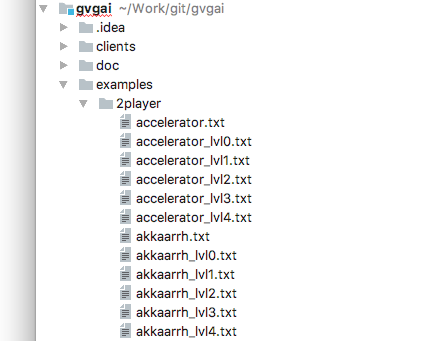 gvgai ~/Work/git/gvgai
.idea
clients
doc
examples
2player
accelerator.txt
accelerator_lvl0.txt
accelerator_lvl1.txt
accelerator_lvl2.txt
accelerator_lvl3.txt
accelerator_lvl4.txt
akkaarrh.txt
akkaarrh_lvl0.txt
akkaarrh_lvl1.txt
akkaarrh_lvl2.txt
akkaarrh_lvl3.txt
akkaarrh_lvl4.txt